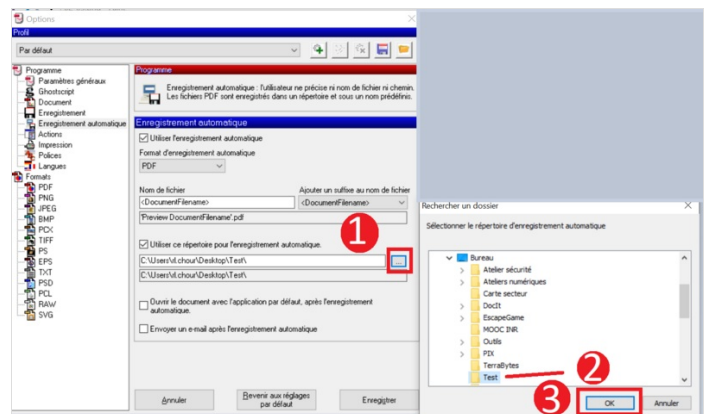 Options
Profil
Par défaut
Programme
Paramètres généraux
Ghostscript
Document
Enregistrement
Enregistrement automatique
Actions
Impression
Polices
Langues
Formats
PDF
PNG
JPEG
BMP
PCX
TIFF
PS
EPS
TXT
PSD
PCL
RAW
SVG
Programme
Enregistrement automatique : l'utilisateur ne précise ni nom de fichier ni chemin.
Les fichiers PDF sont enregistrés dans un répertoire et sous un nom prédéfinis.
Enregistrement automatique
Utiliser l'enregistrement automatique
Format d'enregistrement automatique
PDF
Nom de fichier
Ajouter un suffixe au nom de fichier
<DocumentFilename>
<DocumentFilename>
'Preview DocumentFilename'.pdf
1
Utiliser ce répertoire pour l'enregistrement automatique.
C:\Users\vl.chour\Desktop\Test\
...
C:\Users\vl.chour\Desktop\Test\
Ouvrir le document avec l'application par défaut, après l'enregistrement
automatique.
Envoyer un e-mail après l'enregistrement automatique
Annuler
Revenir aux réglages
par défaut
Enregistrer
Rechercher un dossier
Sélectionner le répertoire d'enregistrement automatique
Bureau
Atelier sécurité
Ateliers numériques
Carte secteur
DocIt
EscapeGame
MOOC INR
Outils
PIX
TerraBytes
Test
2
3
OK
Annuler